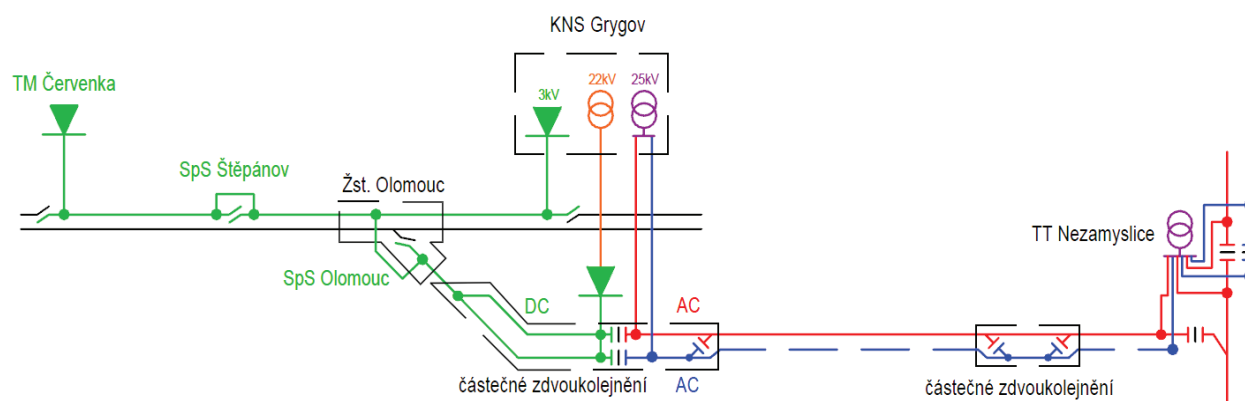 KNS Grygov
TM Červenka
3kV
22kV
25kV
SpS Štěpánov
Žst. Olomouc
SpS Olomouc
TT Nezamyslice
DC
AC
částečné zdvoukolejnění
AC
částečné zdvoukolejnění